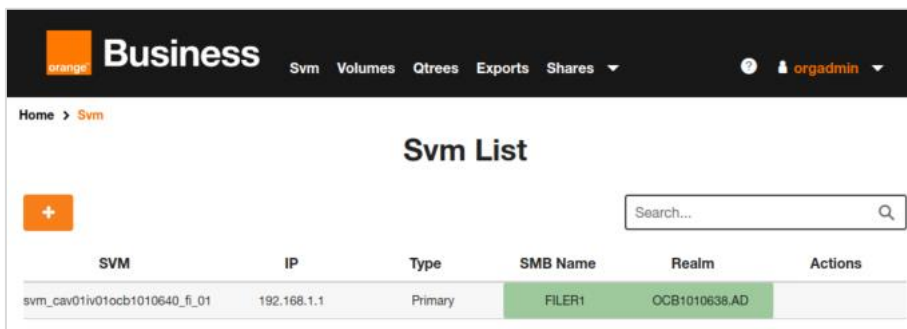 orange
Business
Svm Volumes Qtrees Exports Shares
? orgadmin
Home > Svm
Svm List
+
Search...
SVM IP Type SMB Name Realm Actions
svm_cav01iv01ocb1010640_fi_01 192.168.1.1 Primary FILER1 OCB1010638.AD